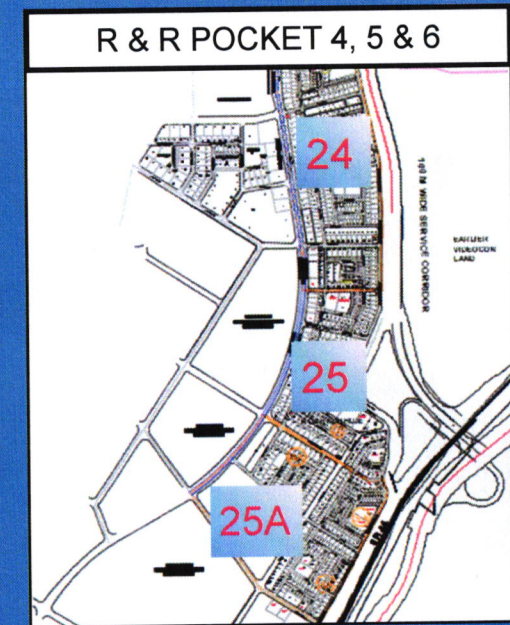 R & R POCKET 4, 5 & 6
24
100 M WIDE SERVICE CORRIDOR
EARLIER
VIDEOCON
LAND
25
25A